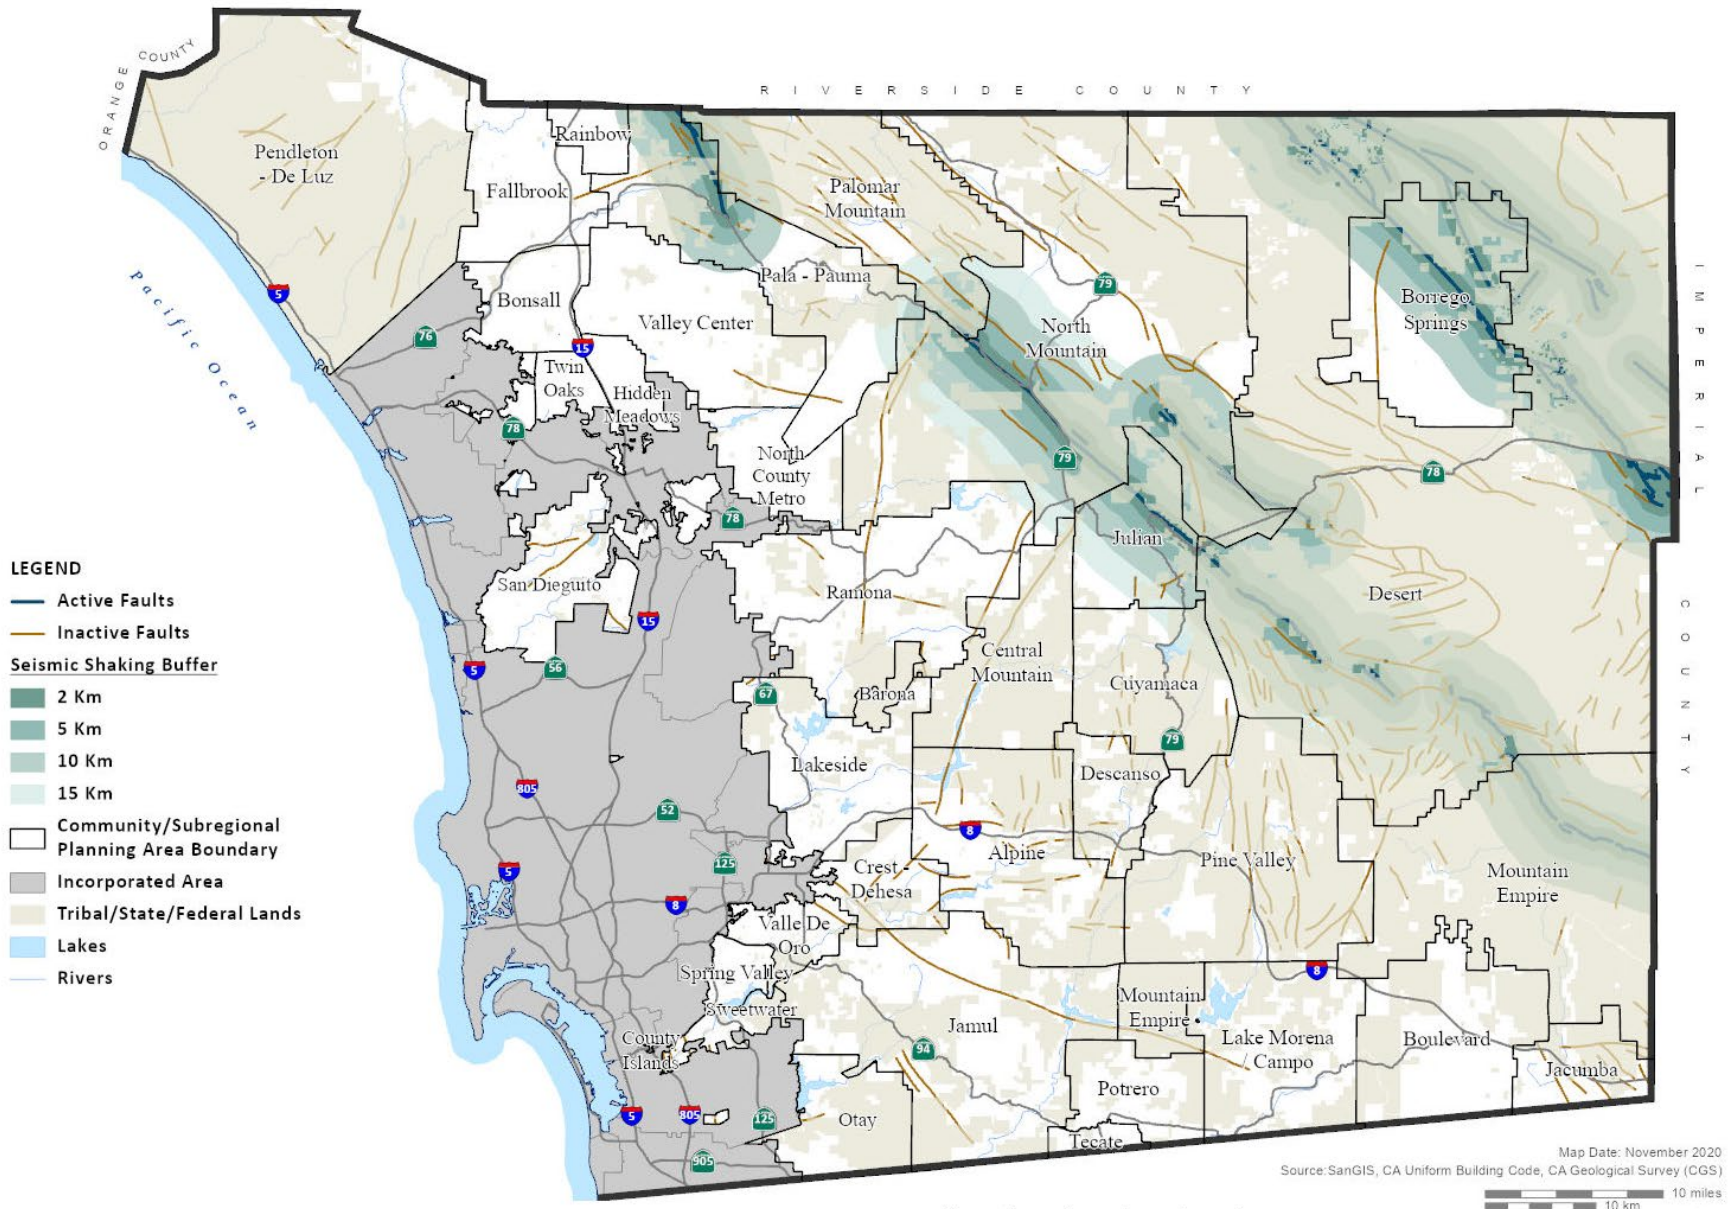 ORANGE COUNTY
RIVERSIDE COUNTY
Rainbow
Pendleton
- De Luz
Fallbrook
Palomar
Mountain
Pacific Ocean
5
Pala - Pauma
79
IMPERIAL
COUNTY
Bonsall
Borrego
Springs
76
Valley Center
North
Mountain
15
Twin
Oaks
Hidden
Meadows
78
North
County
Metro
79
78
78
Julian
San Dieguito
Ramona
Desert
15
Central
Mountain
5
56
67
Barona
Cuyamaca
79
Lakeside
Descanso
805
52
8
Alpine
125
Crest -
Dehesa
Pine Valley
Mountain
Empire
5
8
Valle De
Oro
Spring Valley
8
Sweetwater
Mountain
Empire
Jamul
County
Islands
94
Lake Morena
/ Campo
Boulevard
Jacumba
Potrero
5
805
125
Otay
Tecate
905
LEGEND
Active Faults
Inactive Faults
Seismic Shaking Buffer
2 Km
5 Km
10 Km
15 Km
Community/Subregional
Planning Area Boundary
Incorporated Area
Tribal/State/Federal Lands
Lakes
Rivers
Map Date: November 2020
Source:SanGIS, CA Uniform Building Code, CA Geological Survey (CGS)
10 miles
10 km